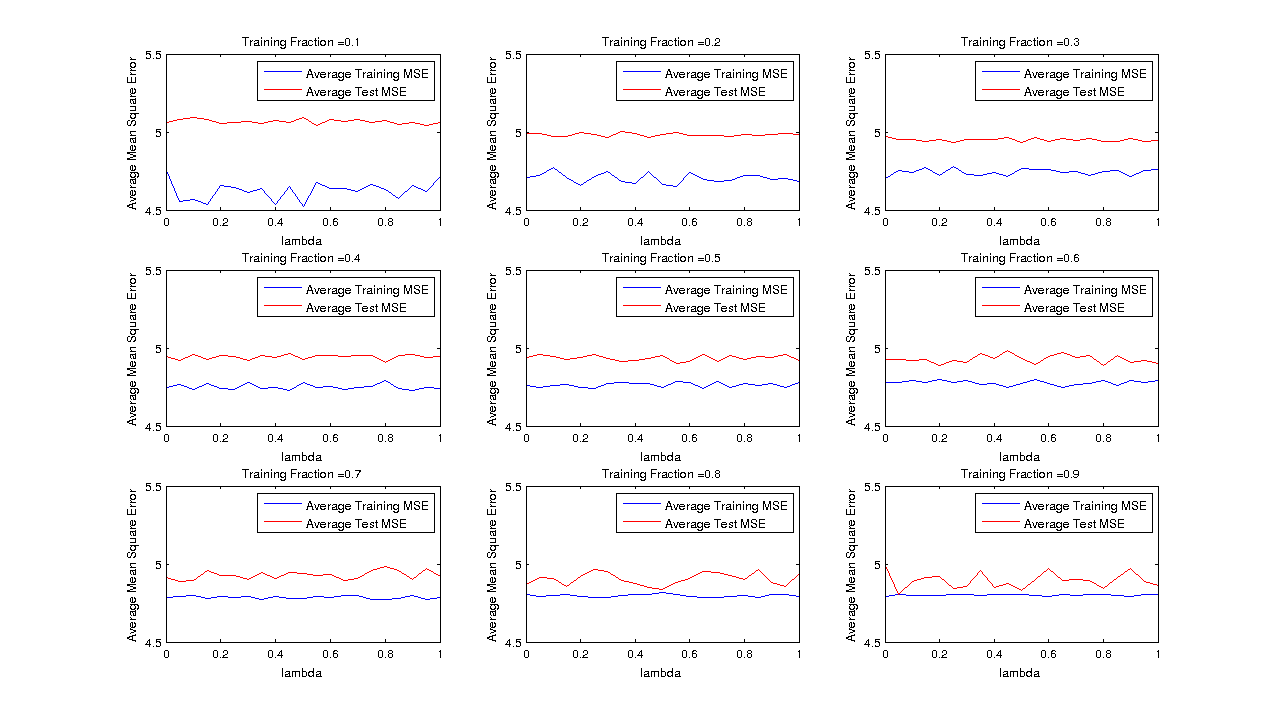 Training Fraction =0.1
5.5
5
4.5
Average Mean Square Error
Average Training MSE
Average Test MSE
0 0.2 0.4 0.6 0.8 1
lambda
Training Fraction =0.2
5.5
5
4.5
Average Mean Square Error
Average Training MSE
Average Test MSE
0 0.2 0.4 0.6 0.8 1
lambda
Training Fraction =0.3
5.5
5
4.5
Average Mean Square Error
Average Training MSE
Average Test MSE
0 0.2 0.4 0.6 0.8 1
lambda
Training Fraction =0.4
5.5
5
4.5
Average Mean Square Error
Average Training MSE
Average Test MSE
0 0.2 0.4 0.6 0.8 1
lambda
Training Fraction =0.5
5.5
5
4.5
Average Mean Square Error
Average Training MSE
Average Test MSE
0 0.2 0.4 0.6 0.8 1
lambda
Training Fraction =0.6
5.5
5
4.5
Average Mean Square Error
Average Training MSE
Average Test MSE
0 0.2 0.4 0.6 0.8 1
lambda
Training Fraction =0.7
5.5
5
4.5
Average Mean Square Error
Average Training MSE
Average Test MSE
0 0.2 0.4 0.6 0.8 1
lambda
Training Fraction =0.8
5.5
5
4.5
Average Mean Square Error
Average Training MSE
Average Test MSE
0 0.2 0.4 0.6 0.8 1
lambda
Training Fraction =0.9
5.5
5
4.5
Average Mean Square Error
Average Training MSE
Average Test MSE
0 0.2 0.4 0.6 0.8 1
lambda